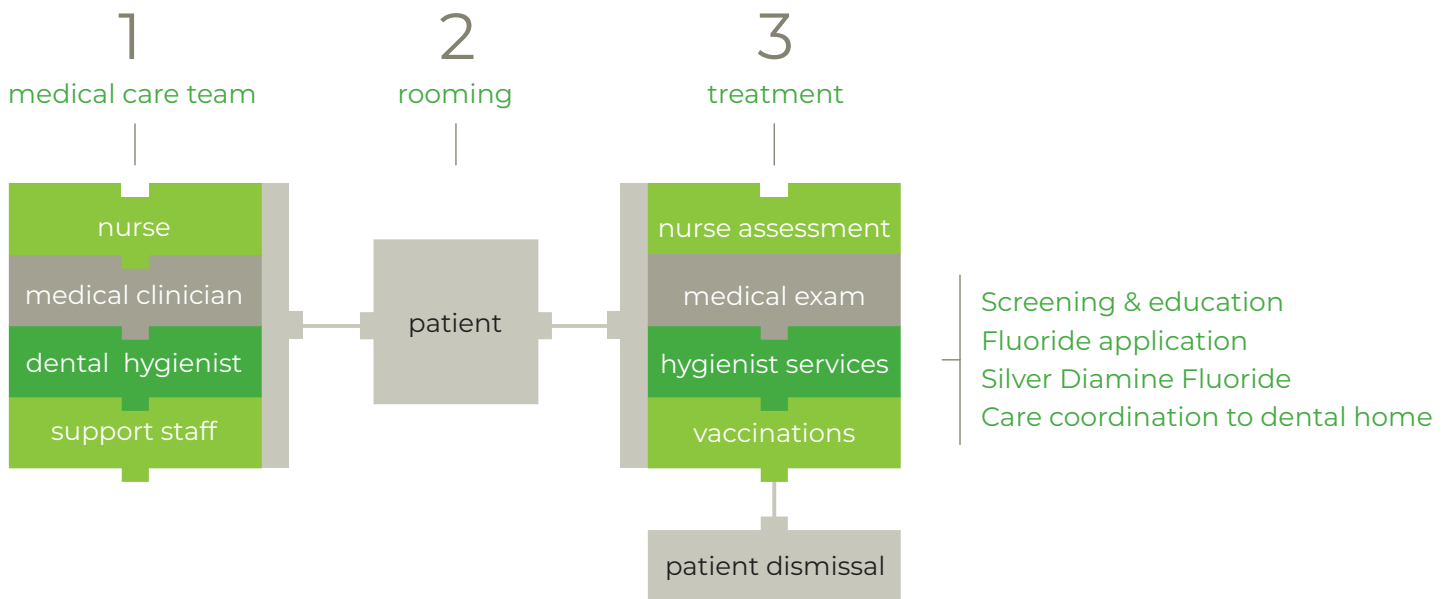 1
medical care team
nurse
medical clinician
dental hygienist
support staff
2
rooming
patient
3
treatment
nurse assessment
medical exam
hygienist services
vaccinations
patient dismissal
Screening & education
Fluoride application
Silver Diamine Fluoride
Care coordination to dental home